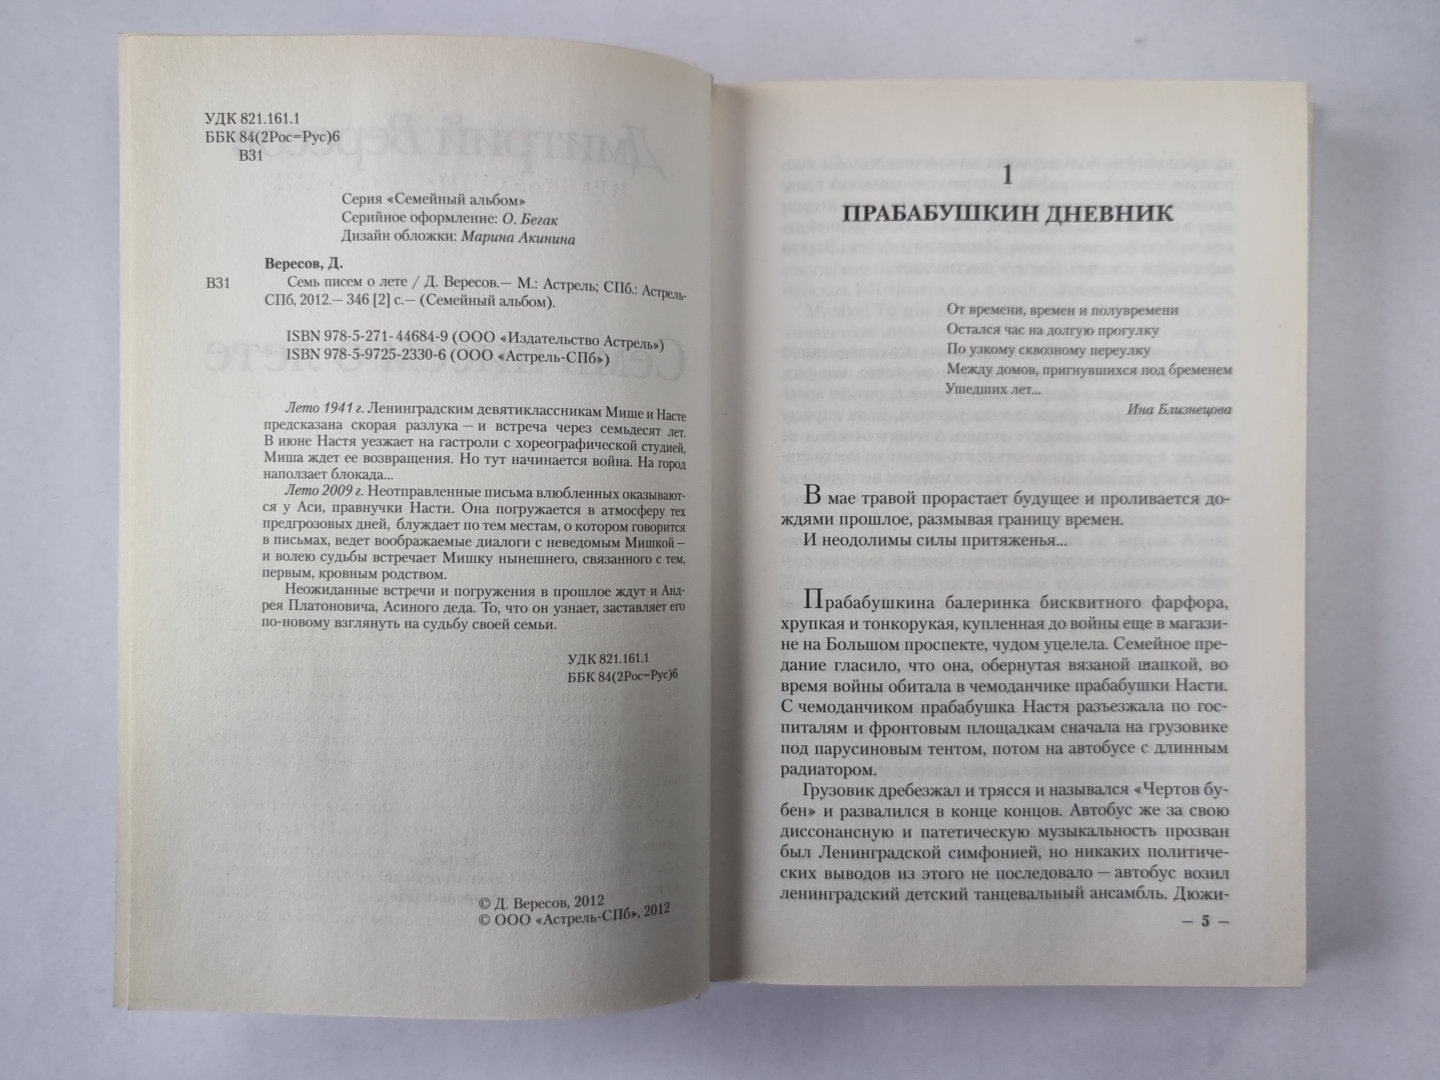 УДК 821.161.1
ББК 84(2Рос=Рус)6
В31
Серия «Семейный альбом»
Серийное оформление: О. Бегак
Дизайн обложки: Марина Акинина
Вересов, Д.
В31 Семь писем о лете / Д. Вересов.— М.: Астрель; СПб.: Астрель-
СПб, 2012.— 346 [2] с.— (Семейный альбом).
ISBN 978-5-271-44684-9 (ООО «Издательство Астрель»)
ISBN 978-5-9725-2330-6 (ООО «Астрель-СПб»)
Лето 1941 г. Ленинградским девятиклассникам Мише и Насте
предсказана скорая разлука — и встреча через семьдесят лет.
В июне Настя уезжает на гастроли с хореографической студией,
Миша ждет ее возвращения. Но тут начинается война. На город
наползает блокада...
Лето 2009 г. Неотправленные письма влюбленных оказывают-
ся у Аси, правнучки Насти. Она погружается в атмосферу тех
предгрозовых дней, блуждает по тем местам, о котором говорится
в письмах, ведет воображаемые диалоги с неведомым Мишкой —
и волею судьбы встречает Мишку нынешнего, связанного с тем,
первым, кровным родством.
Неожиданные встречи и погружения в прошлое ждут и Анд-
рея Платоновича, Асиного деда. То, что он узнает, заставляет его
по-новому взглянуть на судьбу своей семьи.
УДК 821.161.1
ББК 84(2Рос=Рус)6
© Д. Вересов, 2012
© ООО «Астрель-СПб», 2012
1
ПРАБАБУШКИН ДНЕВНИК
От времени, времен и полувремени
Остался час на долгую прогулку
По узкому сквозному переулку
Между домов, пригнувшихся под бременем
Ушедших лет...
Ина Близнецова
В мае травой прорастает будущее и проливается до-
ждями прошлое, размывая границу времен.
И неодолимы силы притяженья...
Прабабушкина балеринка бисквитного фарфора,
хрупкая и тонкорукая, купленная до войны еще в магази-
не на Большом проспекте, чудом уцелела. Семейное пре-
дание гласило, что она, обернутая вязаной шапкой, во
время войны обитала в чемоданчике прабабушки Насти.
С чемоданчиком прабабушка Настя разъезжала по гос-
питалям и фронтовым площадкам сначала на грузовике
под парусиновым тентом, потом на автобусе с длинным
радиатором.
Грузовик дребезжал и трясся и назывался «Чертов бу-
бен» и развалился в конце концов. Автобус же за свою
диссонансную и патетическую музыкальность прозван
был Ленинградской симфонией, но никаких политиче-
ских выводов из этого не последовало — автобус возил
ленинградский детский танцевальный ансамбль. Дюжи-
— 5 —